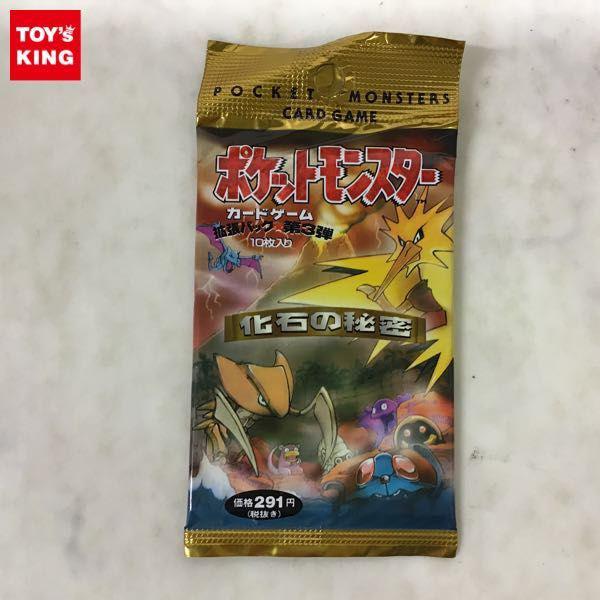 TOY'S
KING
POCKET MONSTERS
CARD GAME
ポケットモンスター
カードゲーム
拡張パック 第3弾
10枚入り
化石の秘密
価格291円
(税抜き)